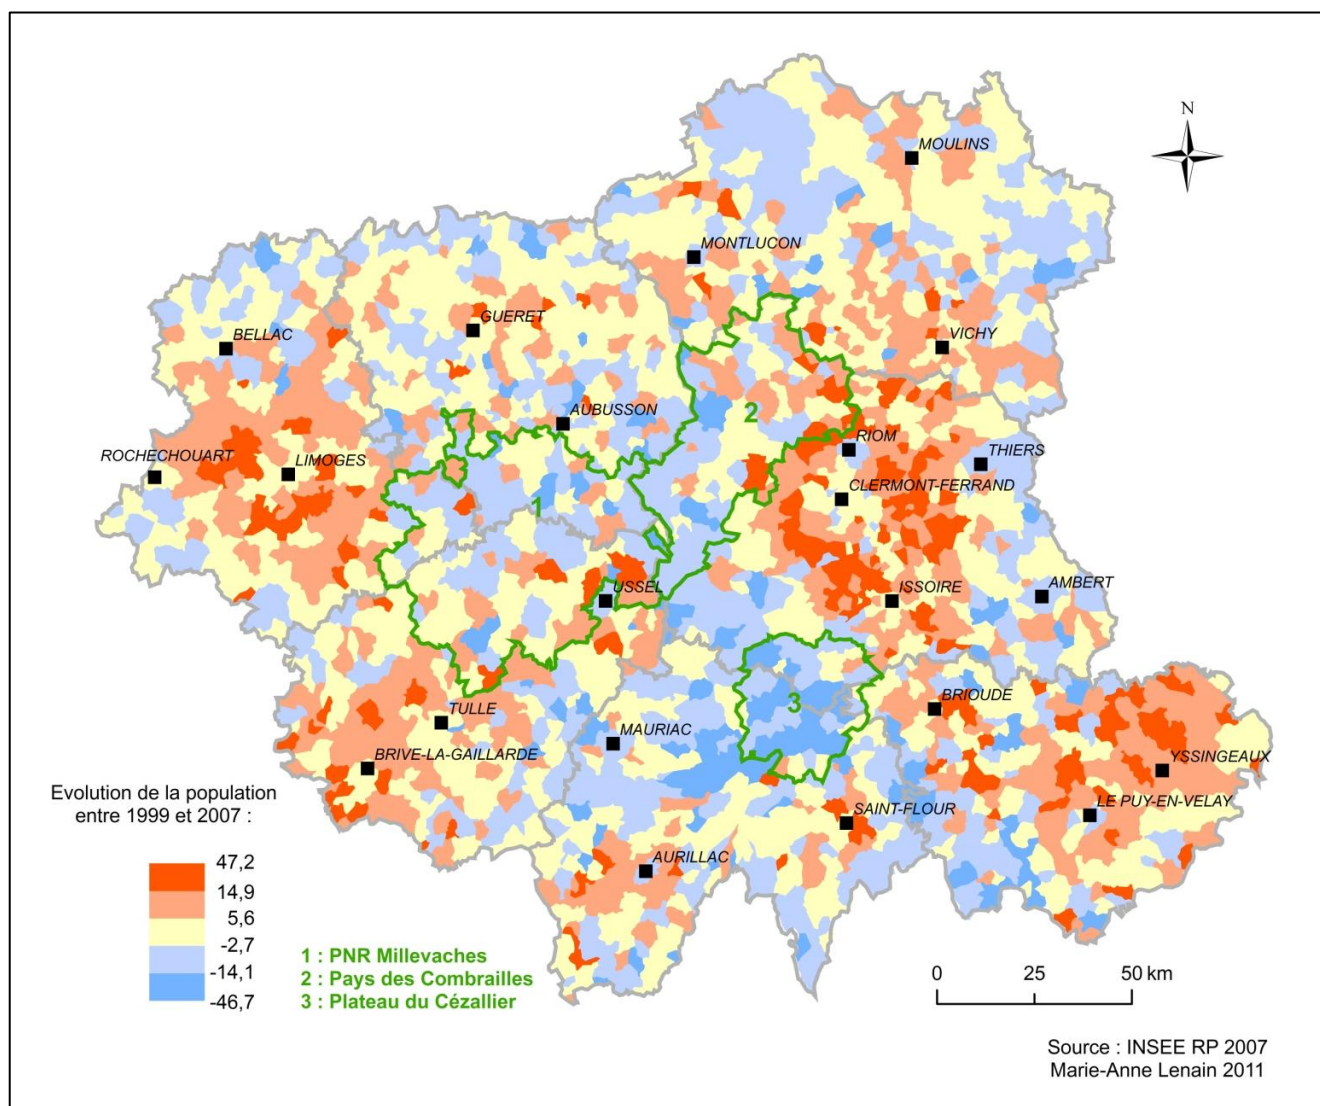 N
MOULINS
MONTLUCON
GUERET
BELLAC
VICHY
AUBUSSON
2
RIOM
ROCHECHOUART
LIMOGES
THIERS
CLERMONT-FERRAND
1
USSEL
ISSOIRE
AMBERT
3
BRIOUDE
TULLE
MAURIAC
BRIVE-LA-GAILLARDE
YSSINGEAUX
SAINT-FLOUR
LE PUY-EN-VELAY
AURILLAC
Evolution de la population
entre 1999 et 2007 :
47,2
14,9
5,6
-2,7
-14,1
-46,7
1 : PNR Millevaches
2 : Pays des Combrailles
3 : Plateau du Cézallier
0 25 50 km
Source : INSEE RP 2007
Marie-Anne Lenain 2011